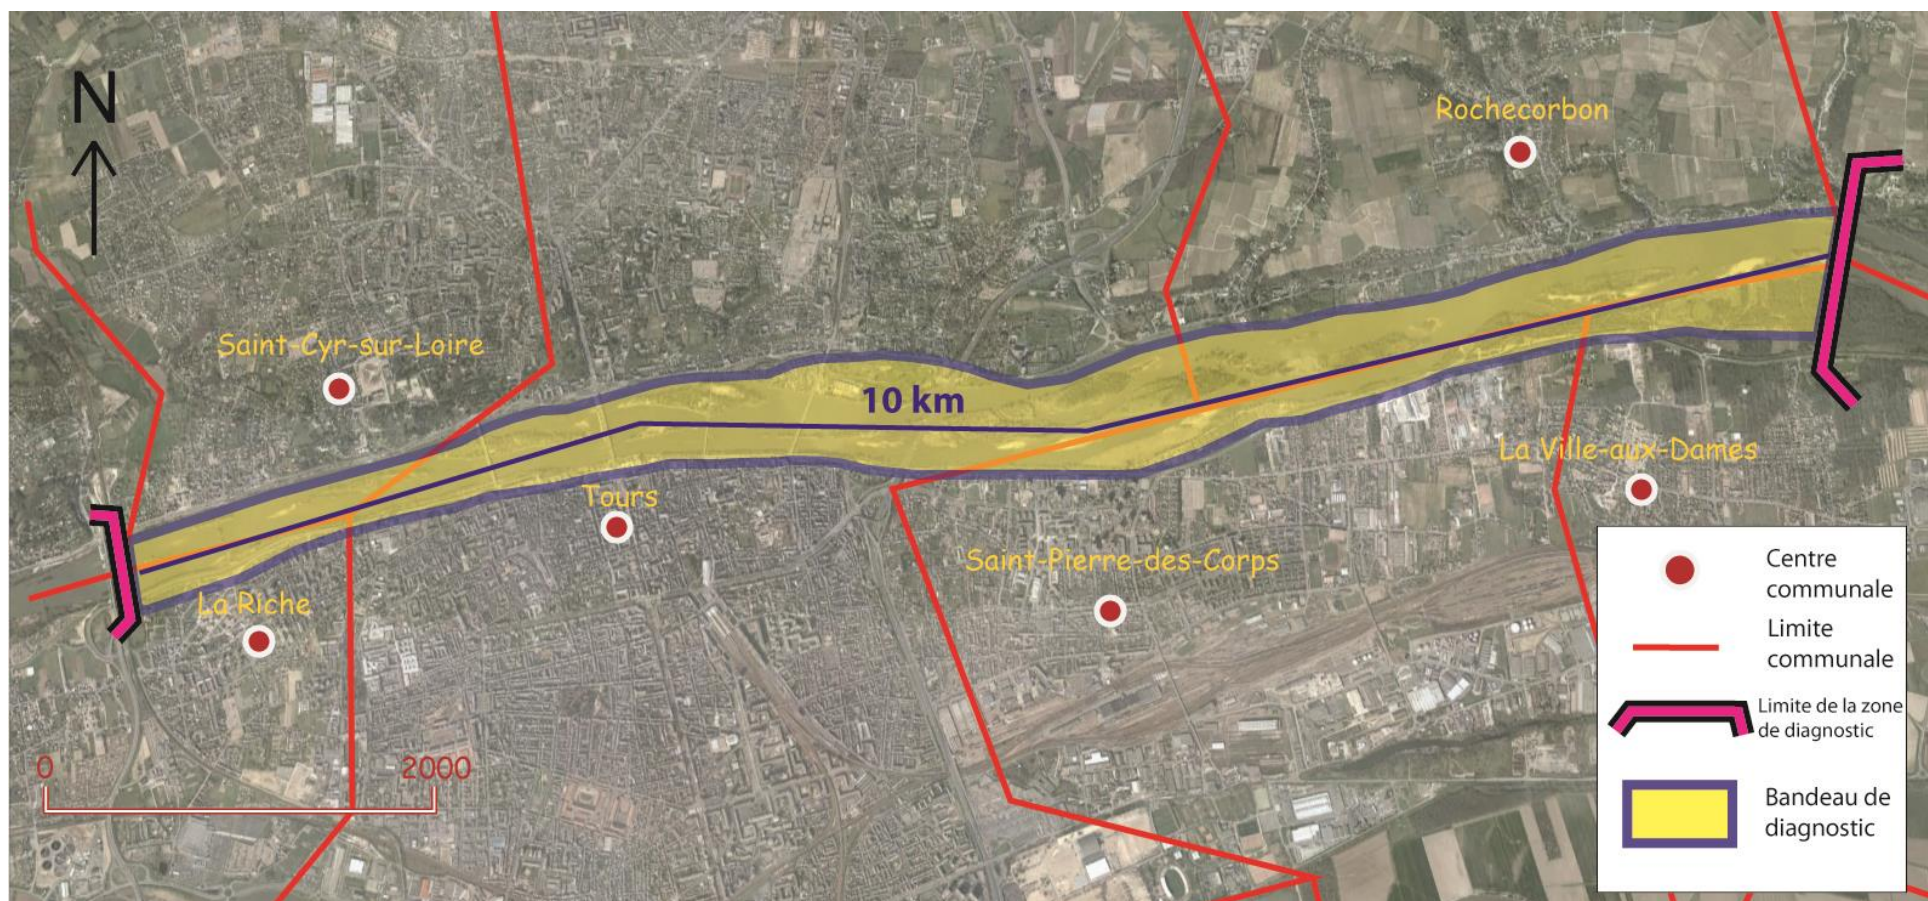 N
Rochecorbon
Saint-Cyr-sur-Loire
10 km
La Ville-aux-Dames
Tours
Saint-Pierre-des-Corps
La Riche
0 2000
Centre
communale
Limite
communale
Limite de la zone
de diagnostic
Bandeau de
diagnostic